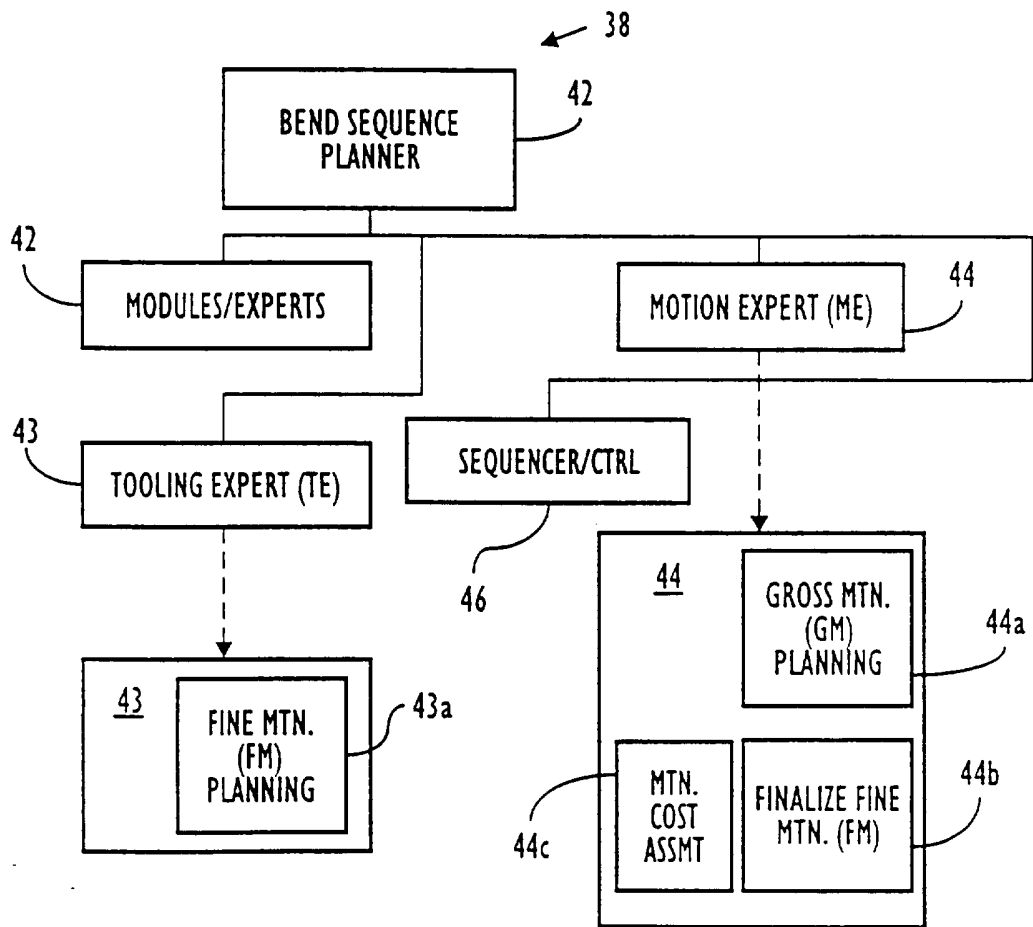 38
BEND SEQUENCE
PLANNER
42
42
MODULES/EXPERTS
MOTION EXPERT (ME)
44
43
TOOLING EXPERT (TE)
SEQUENCER/CTRL
46
44
GROSS MTN.
(GM)
PLANNING
44a
43
FINE MTN.
(FM)
PLANNING
43a
MTN.
COST
ASSMT
44c
FINALIZE FINE
MTN. (FM)
44b